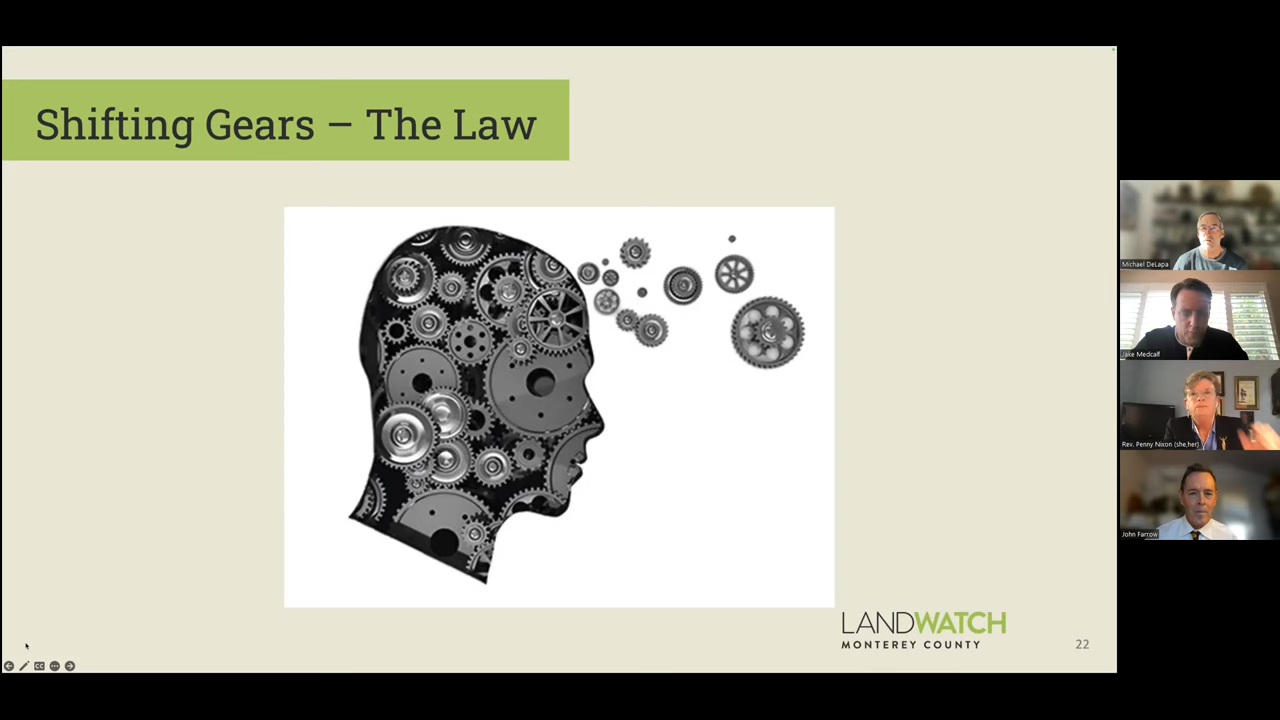 Shifting Gears – The Law
LANDWATCH
MONTEREY COUNTY
22
Michael DeLapa
Jake Medcalf
Rev. Penny Nixon (she,her)
John Farrow
CC